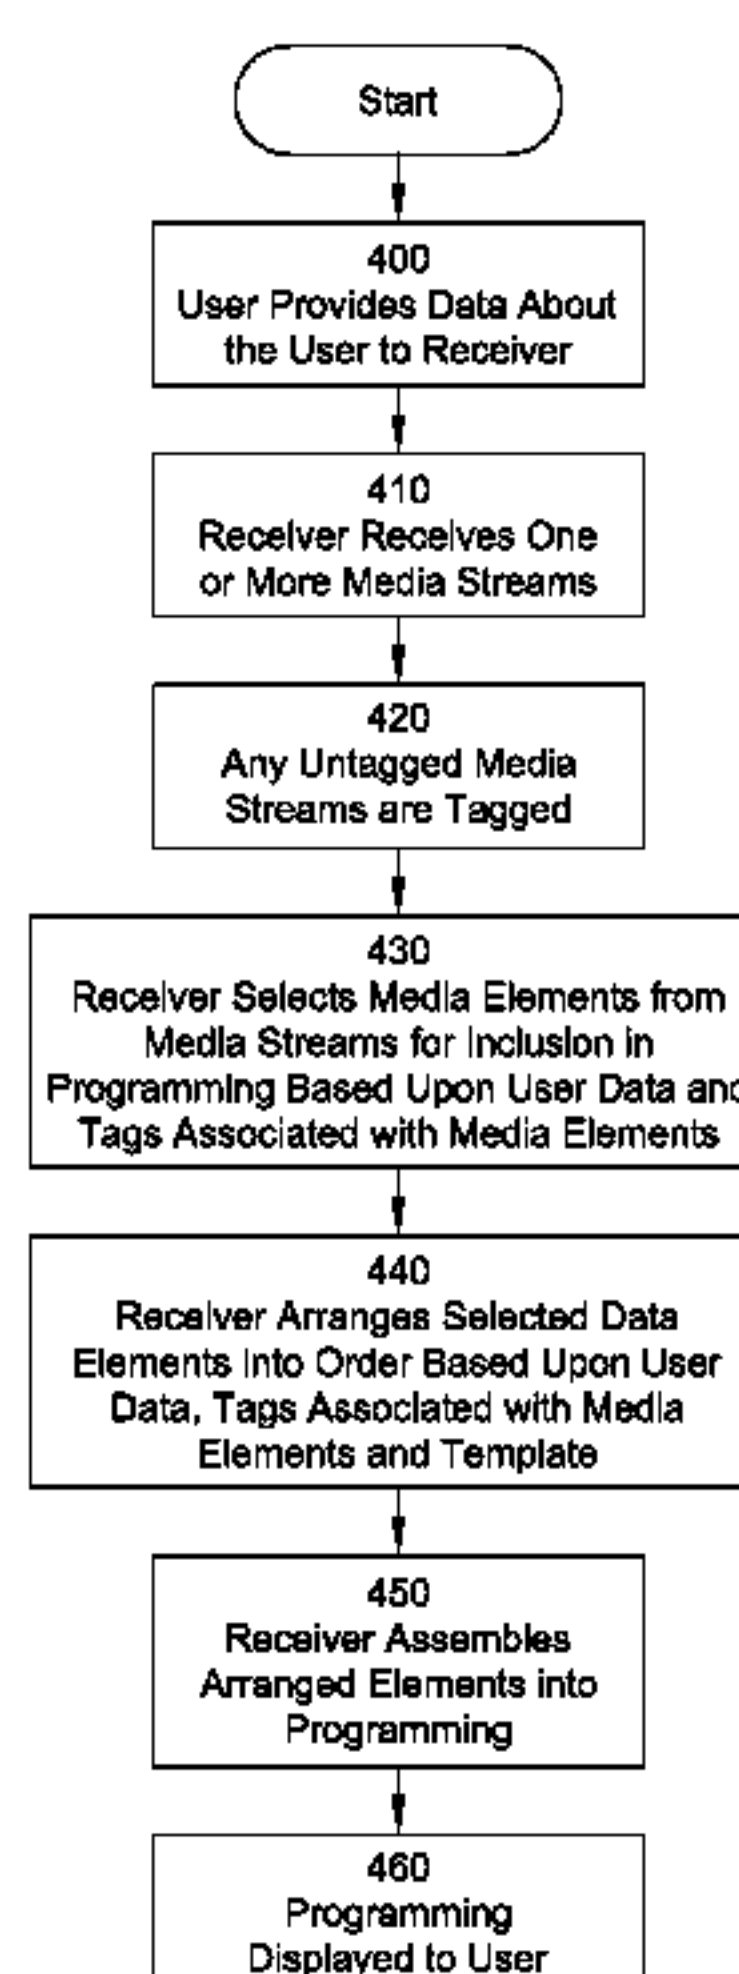 Start
400
User Provides Data About
the User to Receiver
410
Receiver Receives One
or More Media Streams
420
Any Untagged Media
Streams are Tagged
430
Receiver Selects Media Elements from
Media Streams for Inclusion in
Programming Based Upon User Data and
Tags Associated with Media Elements
440
Receiver Arranges Selected Data
Elements Into Order Based Upon User
Data, Tags Associated with Media
Elements and Template
450
Receiver Assembles
Arranged Elements into
Programming
460
Programming
Displayed to User